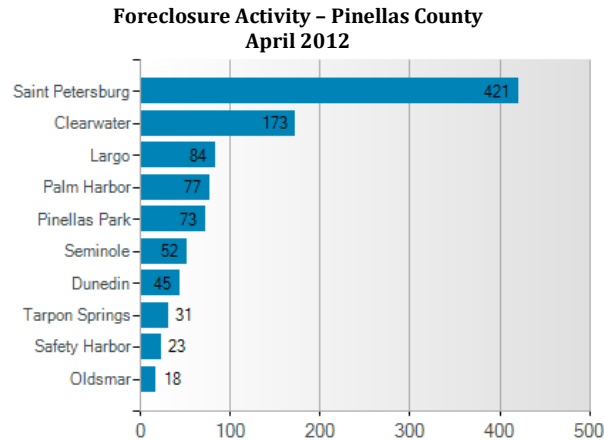 Foreclosure Activity – Pinellas County
April 2012
Saint Petersburg 421
Clearwater 173
Largo 84
Palm Harbor 77
Pinellas Park 73
Seminole 52
Dunedin 45
Tarpon Springs 31
Safety Harbor 23
Oldsmar 18
0 100 200 300 400 500